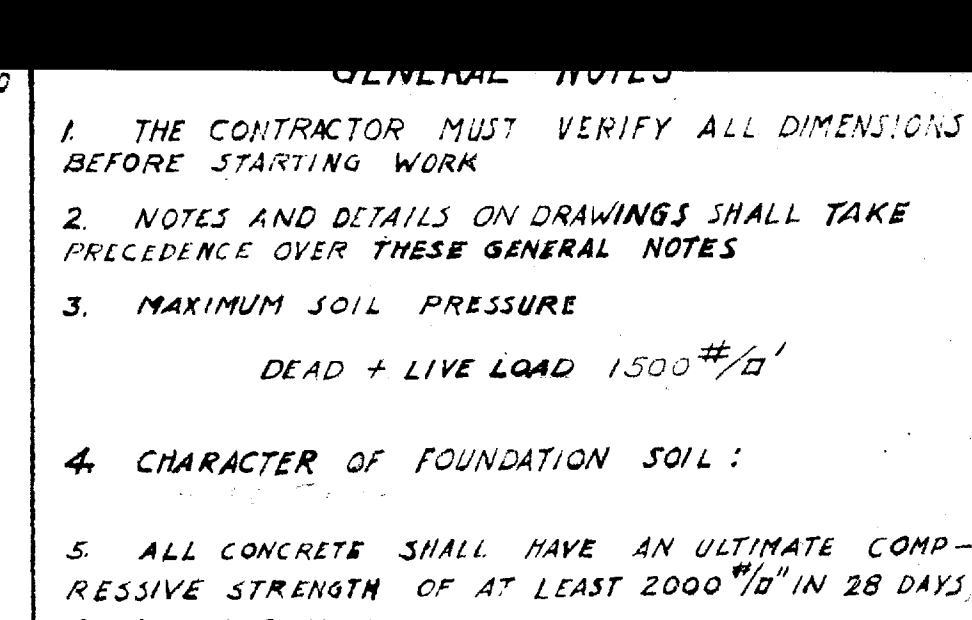 GENERAL NOTES
1. THE CONTRACTOR MUST VERIFY ALL DIMENSIONS
BEFORE STARTING WORK
2. NOTES AND DETAILS ON DRAWINGS SHALL TAKE
PRECEDENCE OVER THESE GENERAL NOTES
3. MAXIMUM SOIL PRESSURE
DEAD + LIVE LOAD 1500 #/□'
4. CHARACTER OF FOUNDATION SOIL:
5. ALL CONCRETE SHALL HAVE AN ULTIMATE COMP-
RESSIVE STRENGTH OF AT LEAST 2000 #/□" IN 28 DAYS,